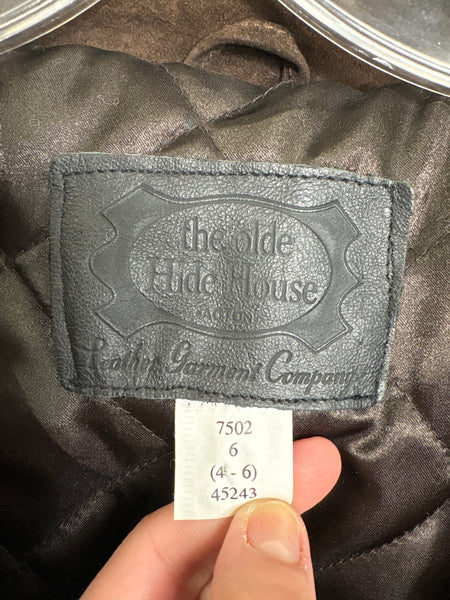 the olde
Hide House
"ACTON"
Leather Garment Company
7502
6
(4 - 6)
45243